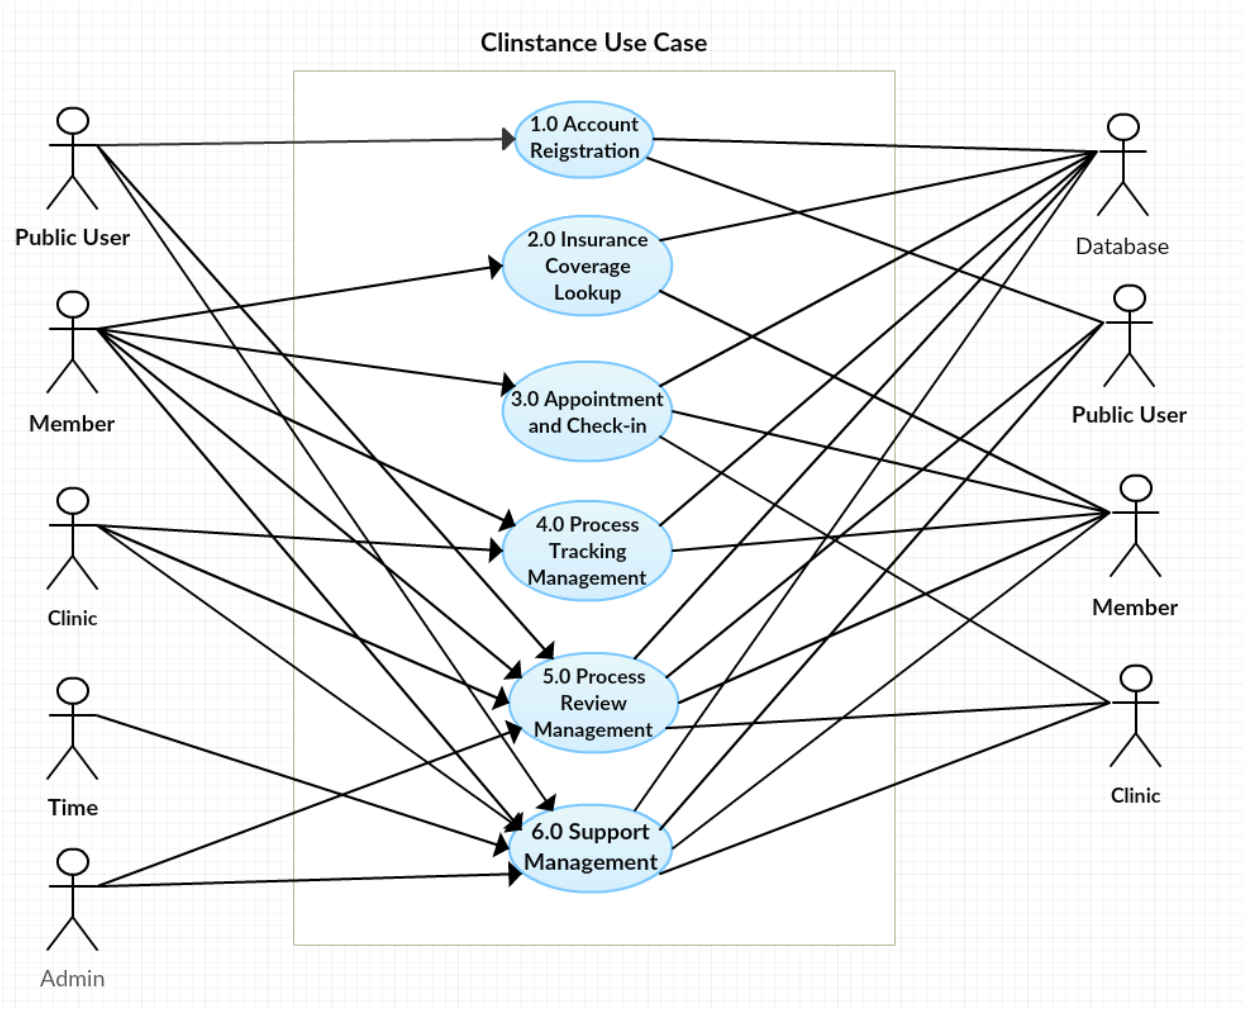 Clinstance Use Case
Public User
Member
Clinic
Time
Admin
1.0 Account
Reigstration
2.0 Insurance
Coverage
Lookup
3.0 Appointment
and Check-in
4.0 Process
Tracking
Management
5.0 Process
Review
Management
6.0 Support
Management
Database
Public User
Member
Clinic